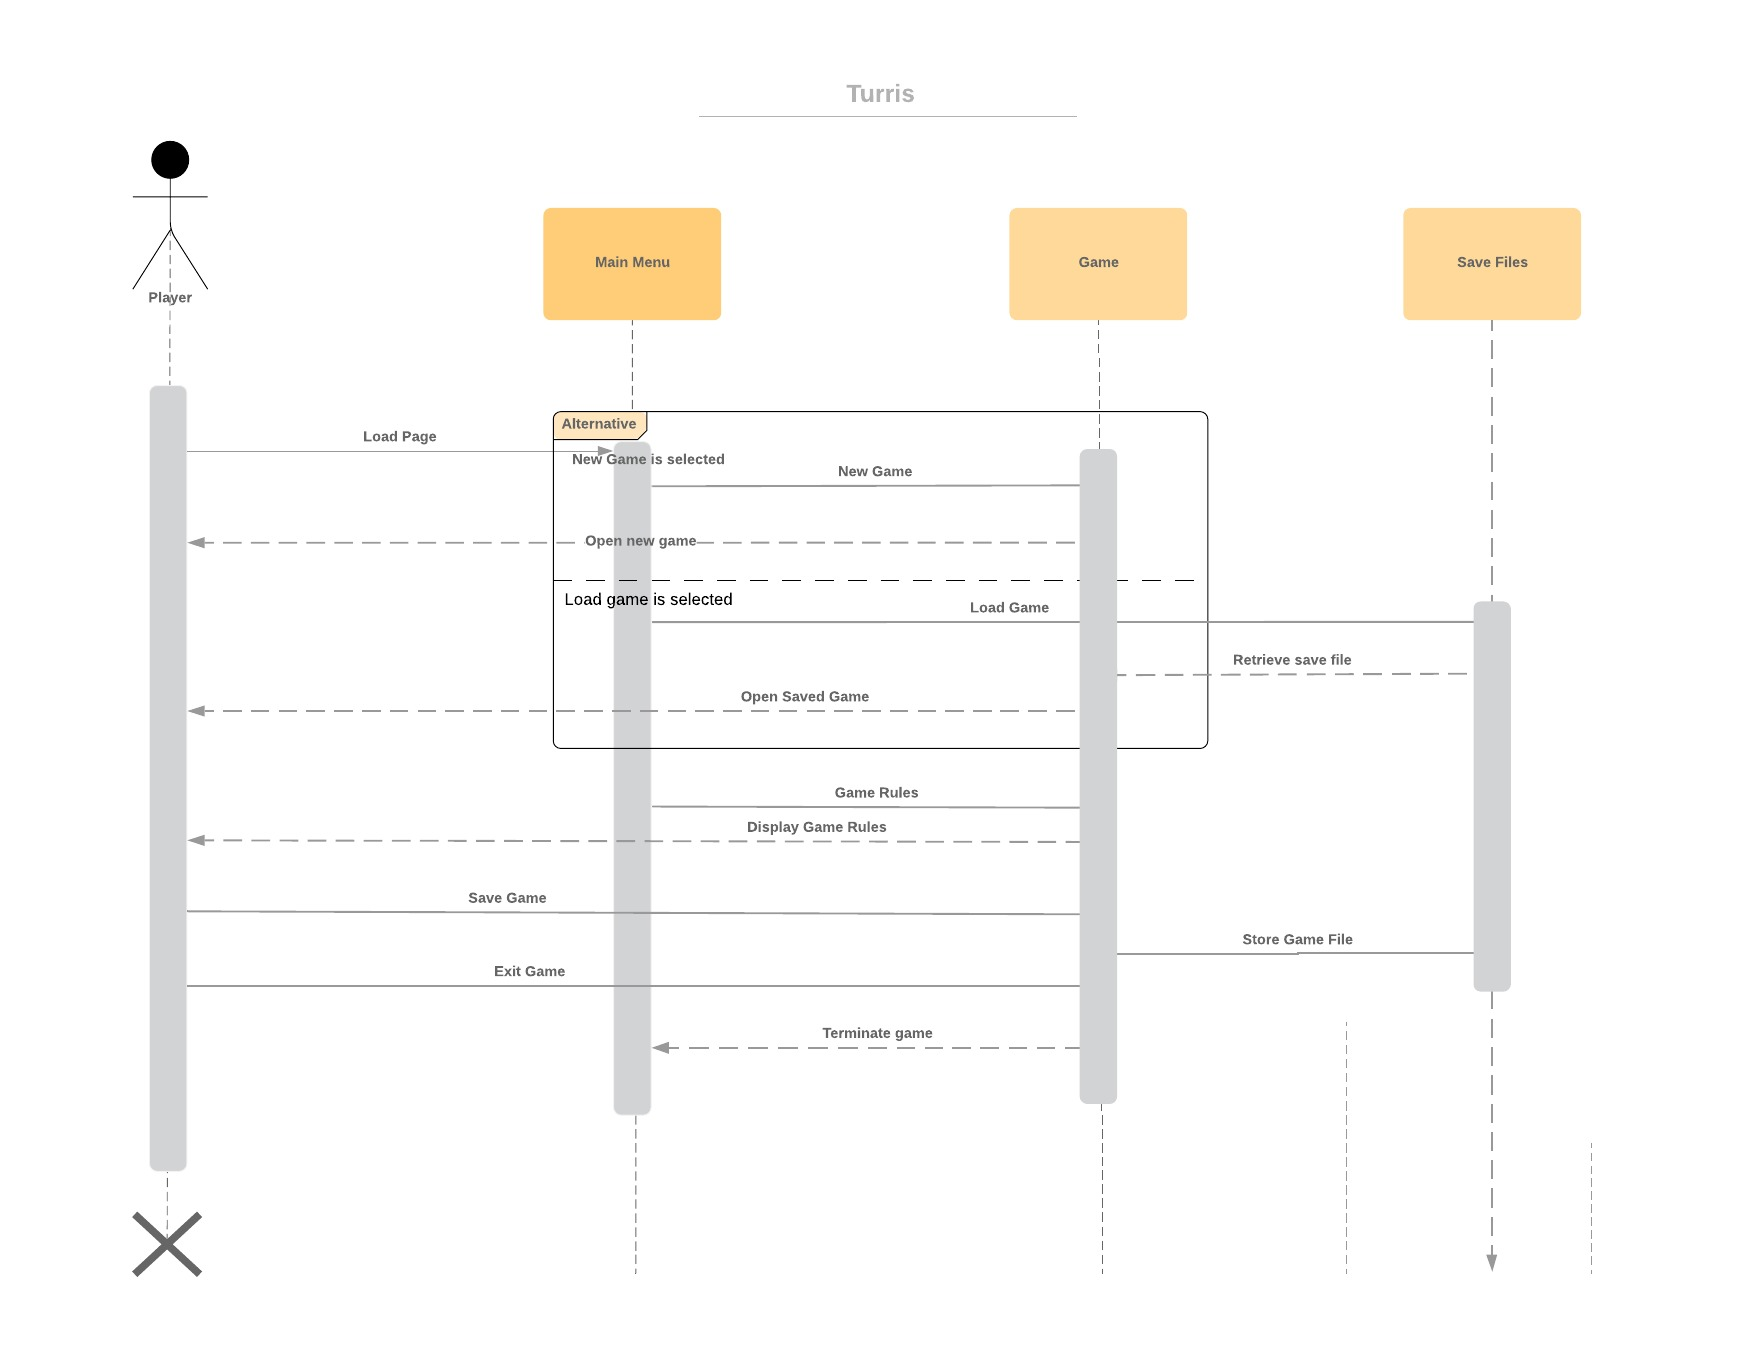 Turris
Player
Main Menu
Game
Save Files
Alternative
Load Page
New Game is selected
New Game
Open new game
Load game is selected
Load Game
Retrieve save file
Open Saved Game
Game Rules
Display Game Rules
Save Game
Store Game File
Exit Game
Terminate game